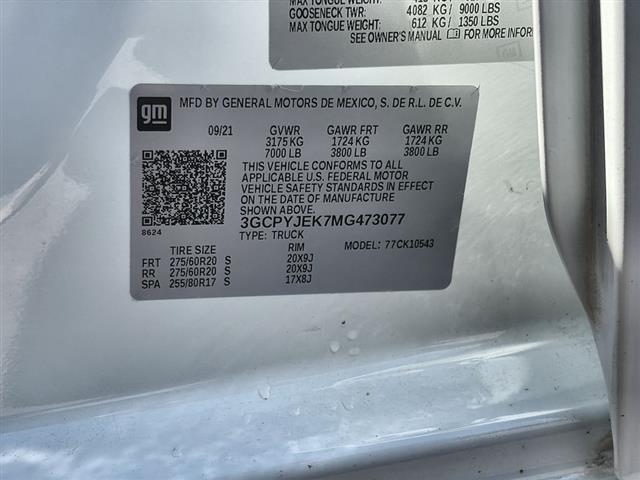 GOOSENECK TWR: 4082 KG / 9000 LBS
MAX TONGUE WEIGHT: 612 KG / 1350 LBS
SEE OWNER'S MANUAL FOR MORE
gm
MFD BY GENERAL MOTORS DE MEXICO, S. DE R.L. DE C.V.
09/21 GVWR GAWR FRT GAWR RR
3175 KG 1724 KG 1724 KG
7000 LB 3800 LB 3800 LB
THIS VEHICLE CONFORMS TO ALL
APPLICABLE U.S. FEDERAL MOTOR
VEHICLE SAFETY STANDARDS IN EFFECT
ON THE DATE OF MANUFACTURE
SHOWN ABOVE.
3GCPYJEK7MG473077
8624
TYPE: TRUCK
TIRE SIZE RIM MODEL: 77CK10543
FRT 275/60R20 S 20X9J
RR 275/60R20 S 20X9J
SPA 255/80R17 S 17X8J